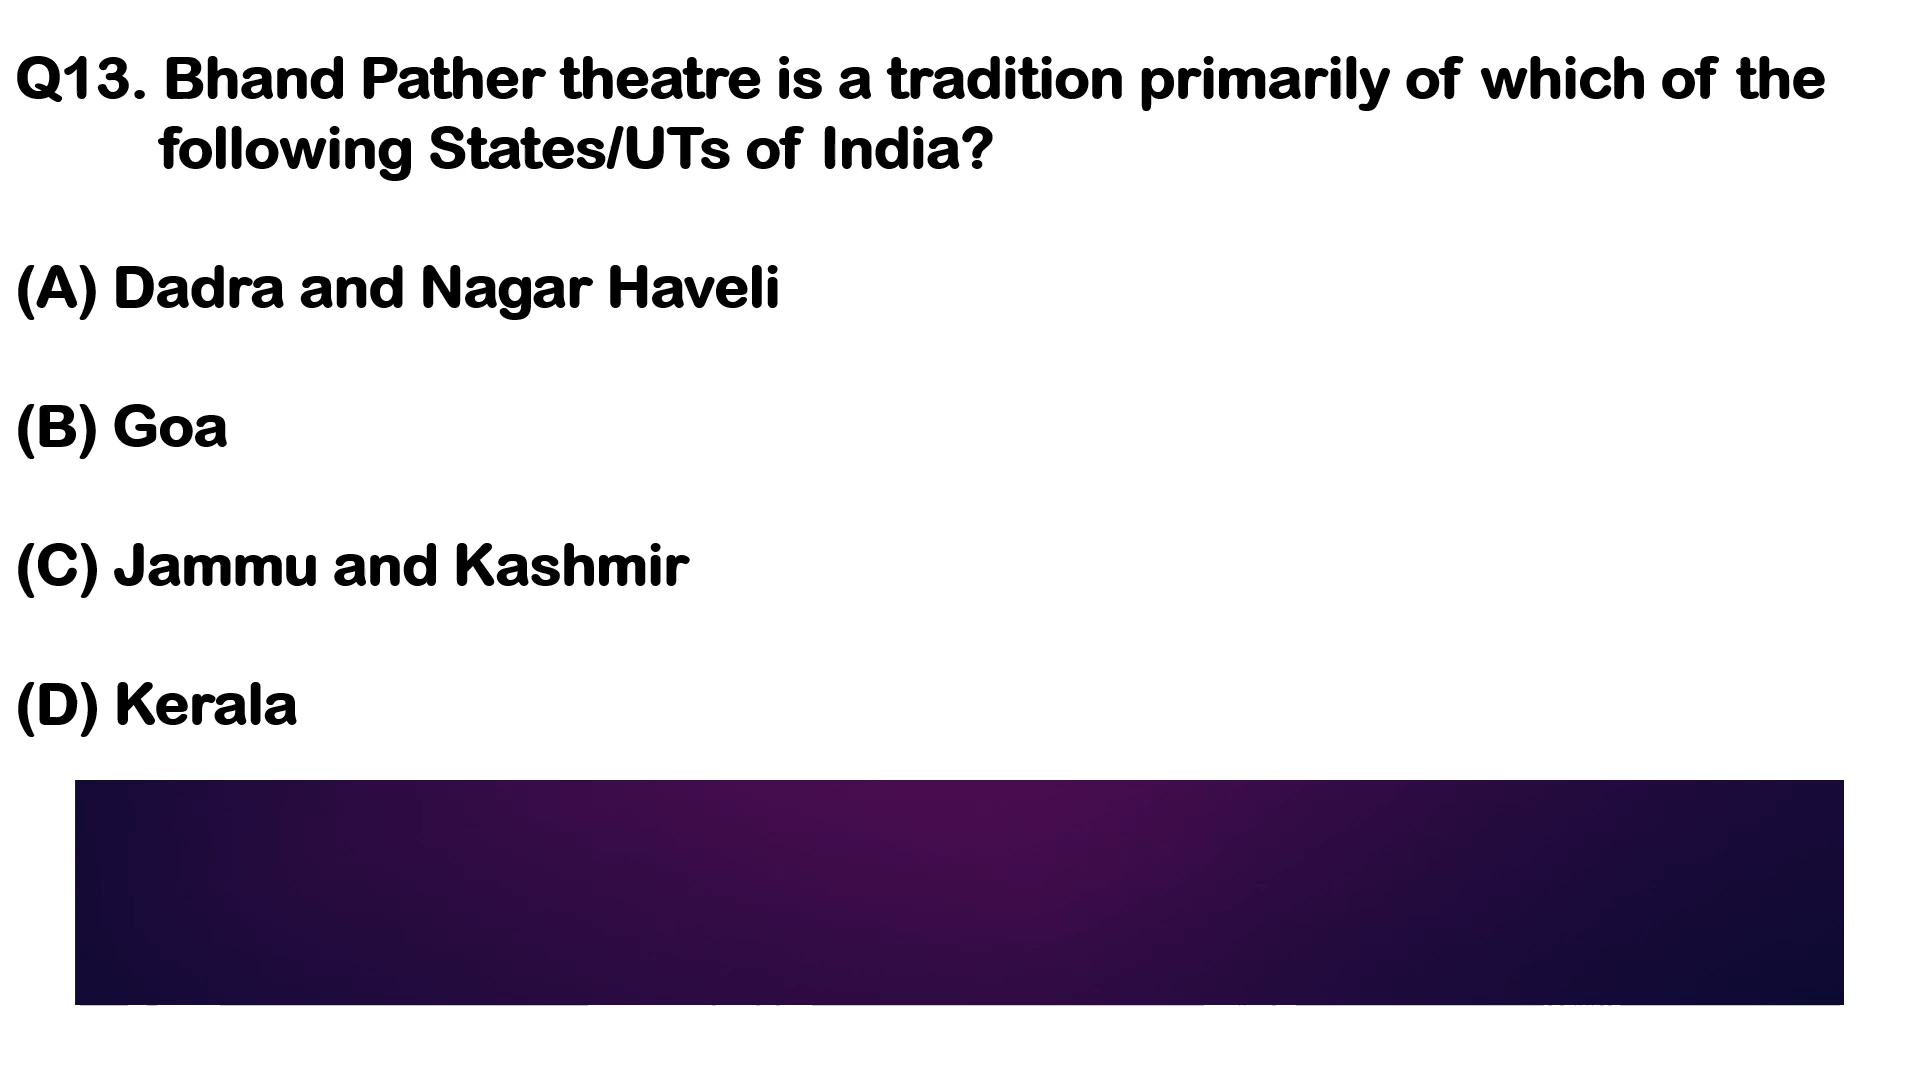 Q13. Bhand Pather theatre is a tradition primarily of which of the
following States/UTs of India?
(A) Dadra and Nagar Haveli
(B) Goa
(C) Jammu and Kashmir
(D) Kerala